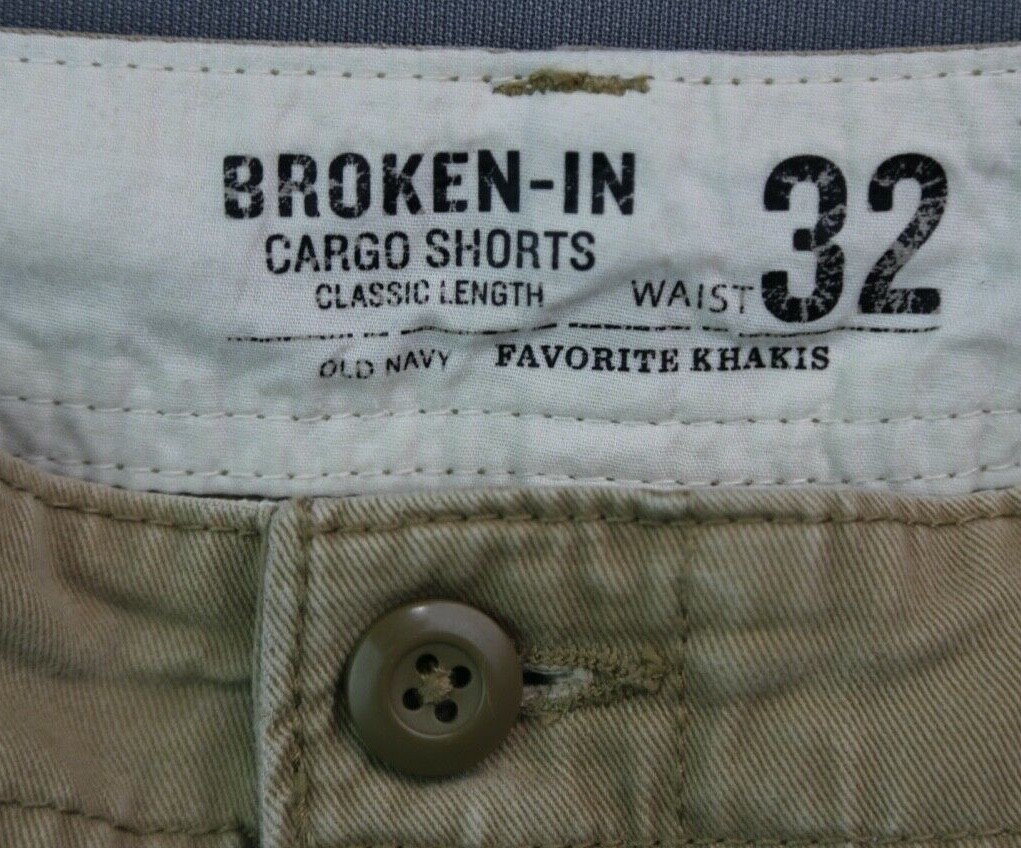 BROKEN-IN
CARGO SHORTS
CLASSIC LENGTH
WAIST 32
OLD NAVY FAVORITE KHAKIS